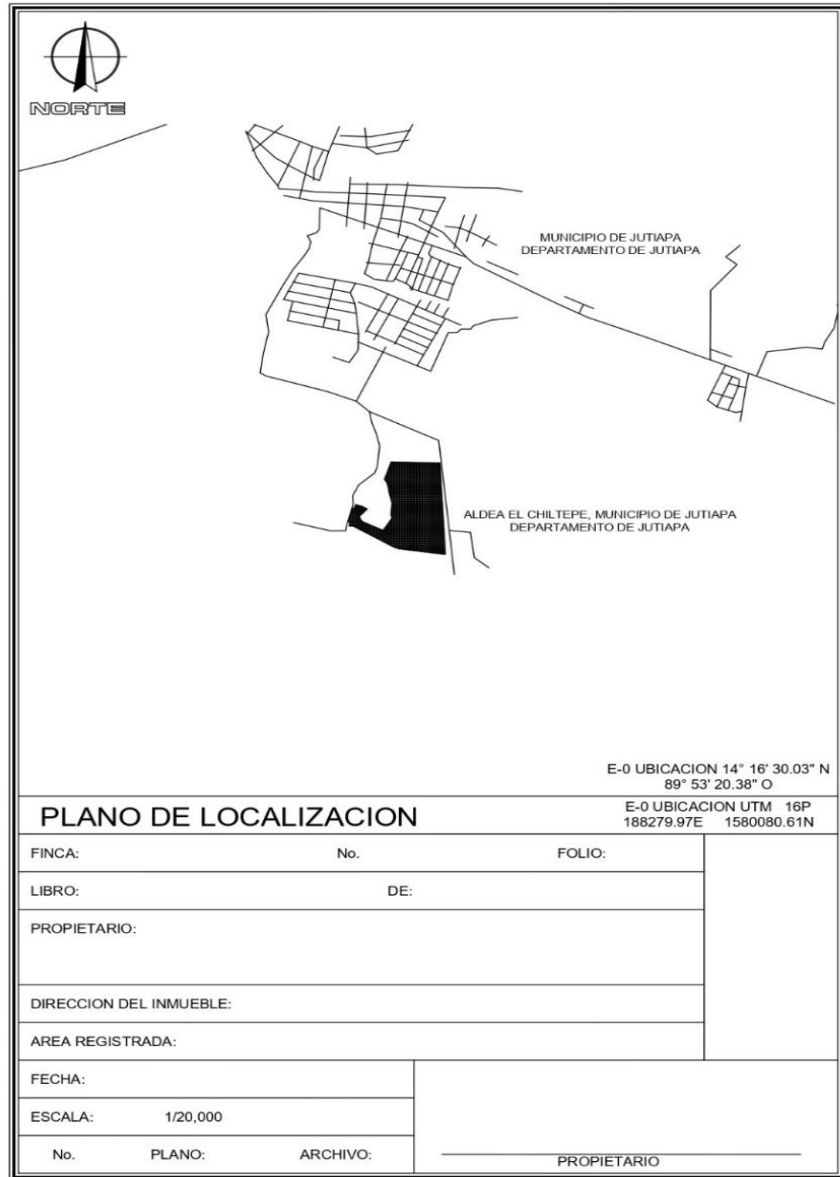 NORTE
MUNICIPIO DE JUTIAPA
DEPARTAMENTO DE JUTIAPA
ALDEA EL CHILTEPE, MUNICIPIO DE JUTIAPA
DEPARTAMENTO DE JUTIAPA
E-0 UBICACION 14° 16' 30.03" N
89° 53' 20.38" O
PLANO DE LOCALIZACION
E-0 UBICACION UTM 16P
188279.97E 1580080.61N
FINCA: No. FOLIO:
LIBRO: DE:
PROPIETARIO:
DIRECCION DEL INMUEBLE:
AREA REGISTRADA:
FECHA:
ESCALA: 1/20,000
No. PLANO: ARCHIVO:
PROPIETARIO